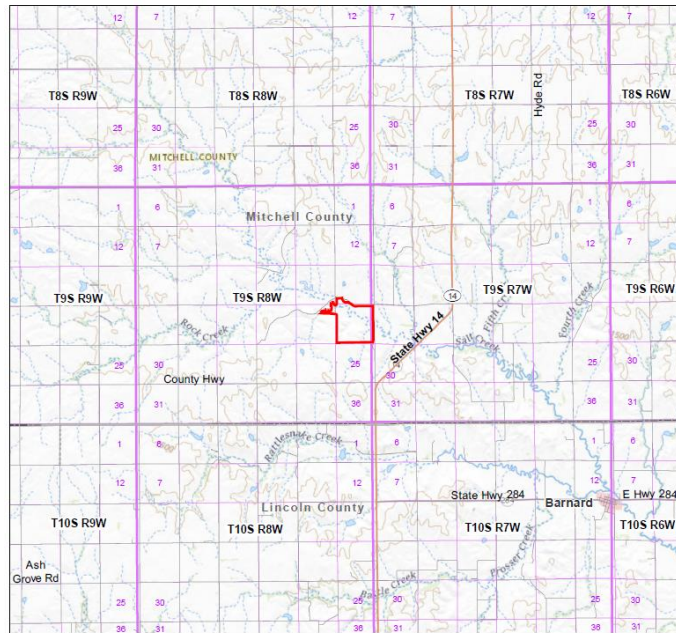 12 7 12 7 12 7
T8S R9W T8S R8W T8S R7W Hyde Rd T8S R6W
25 30 25 30 25 30
MITCHELL COUNTY
36 31 36 31 36 31
1 6 1 6 1 6
Mitchell County
12 7 12 7 12 7
T9S R9W T9S R8W T9S R7W T9S R6W
14
Rock Creek
State Hwy 14
Salt Creek
Fifth Cr
Fourth Creek
1500
25 30 25 30 25 30
County Hwy
36 31 36 31 36 31
1 6 1 6 1 6
Rattlesnake Creek
12 7 12 7 12 7
State Hwy 284 E Hwy 284
Lincoln County
Barnard
T10S R9W T10S R8W T10S R7W T10S R6W
Prosser Creek
Ash
Grove Rd
Battle Creek
25 30 25 30 25 30
36 31 36 31 36 31